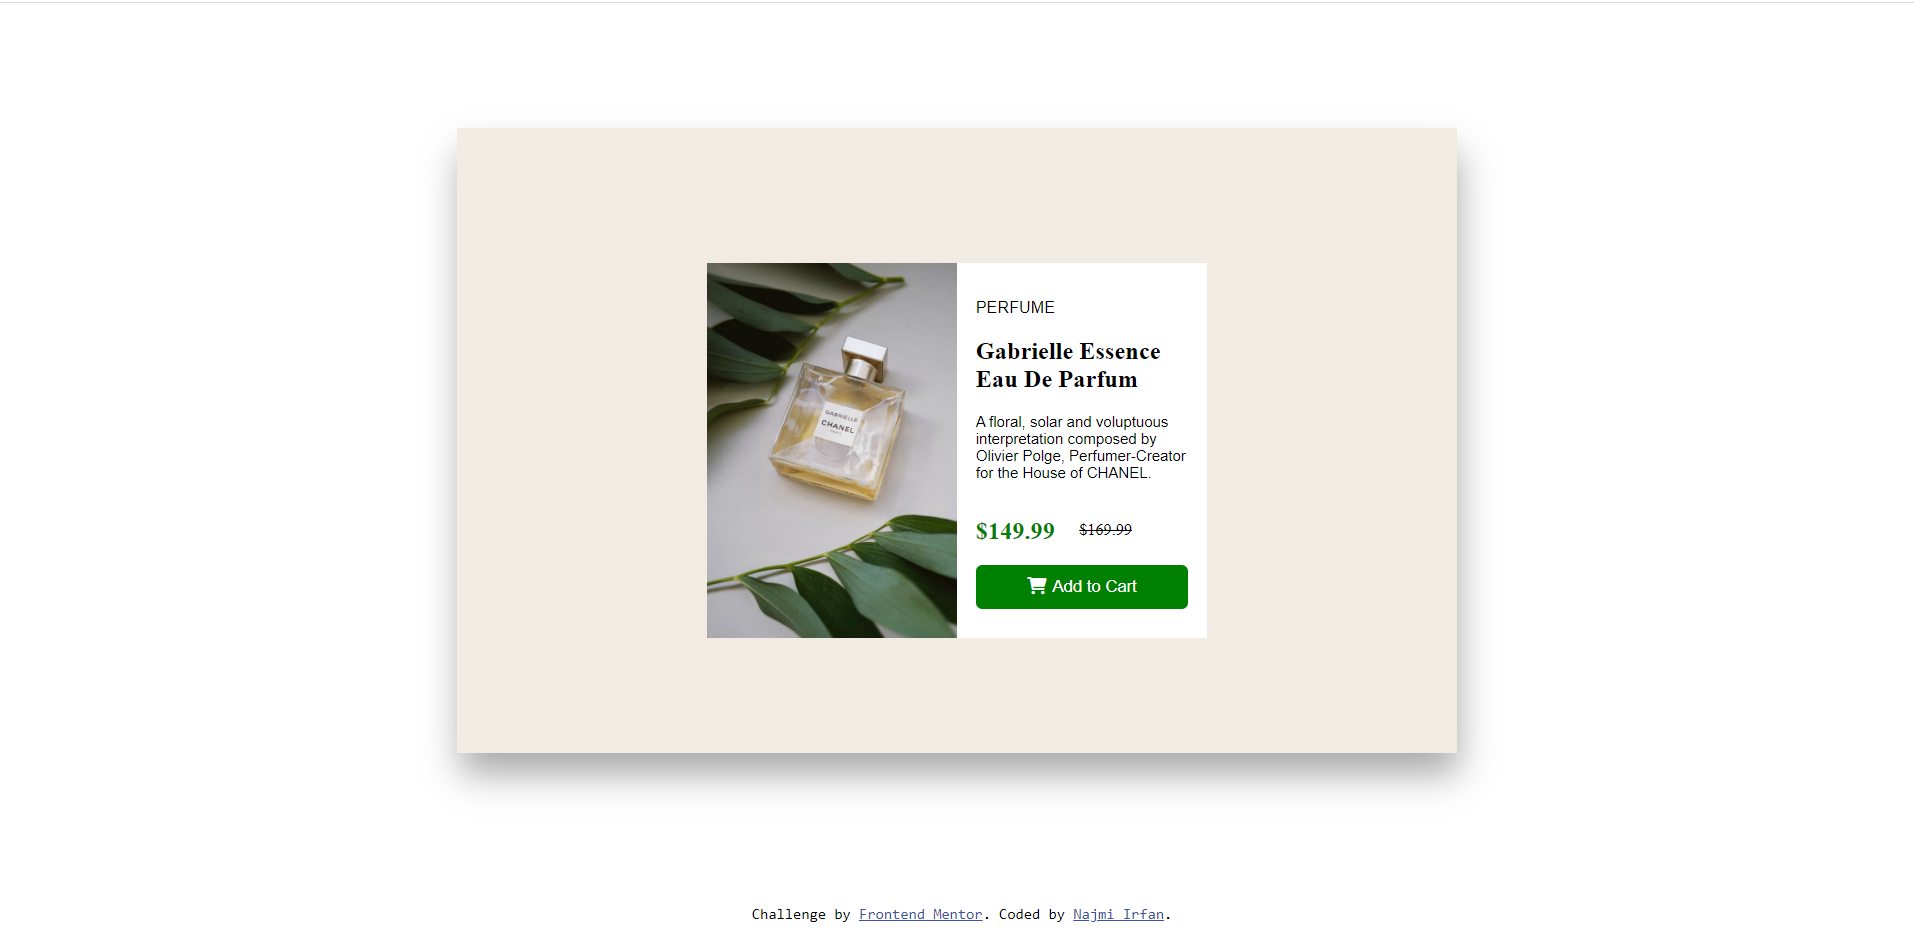 PERFUME
Gabrielle Essence
Eau De Parfum
A floral, solar and voluptuous
interpretation composed by
Olivier Polge, Perfumer-Creator
for the House of CHANEL.
$149.99 $169.99
Add to Cart
GABRIELLE
CHANEL
Challenge by Frontend Mentor. Coded by Najmi Irfan.